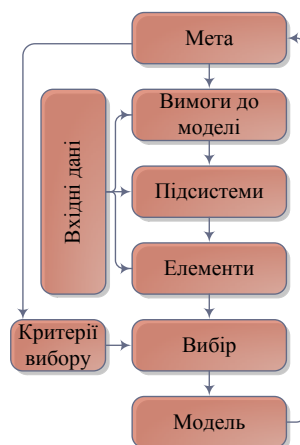 Мета
Вимоги до
моделі
Вхідні дані
Підсистеми
Елементи
Критерії
вибору
Вибір
Модель